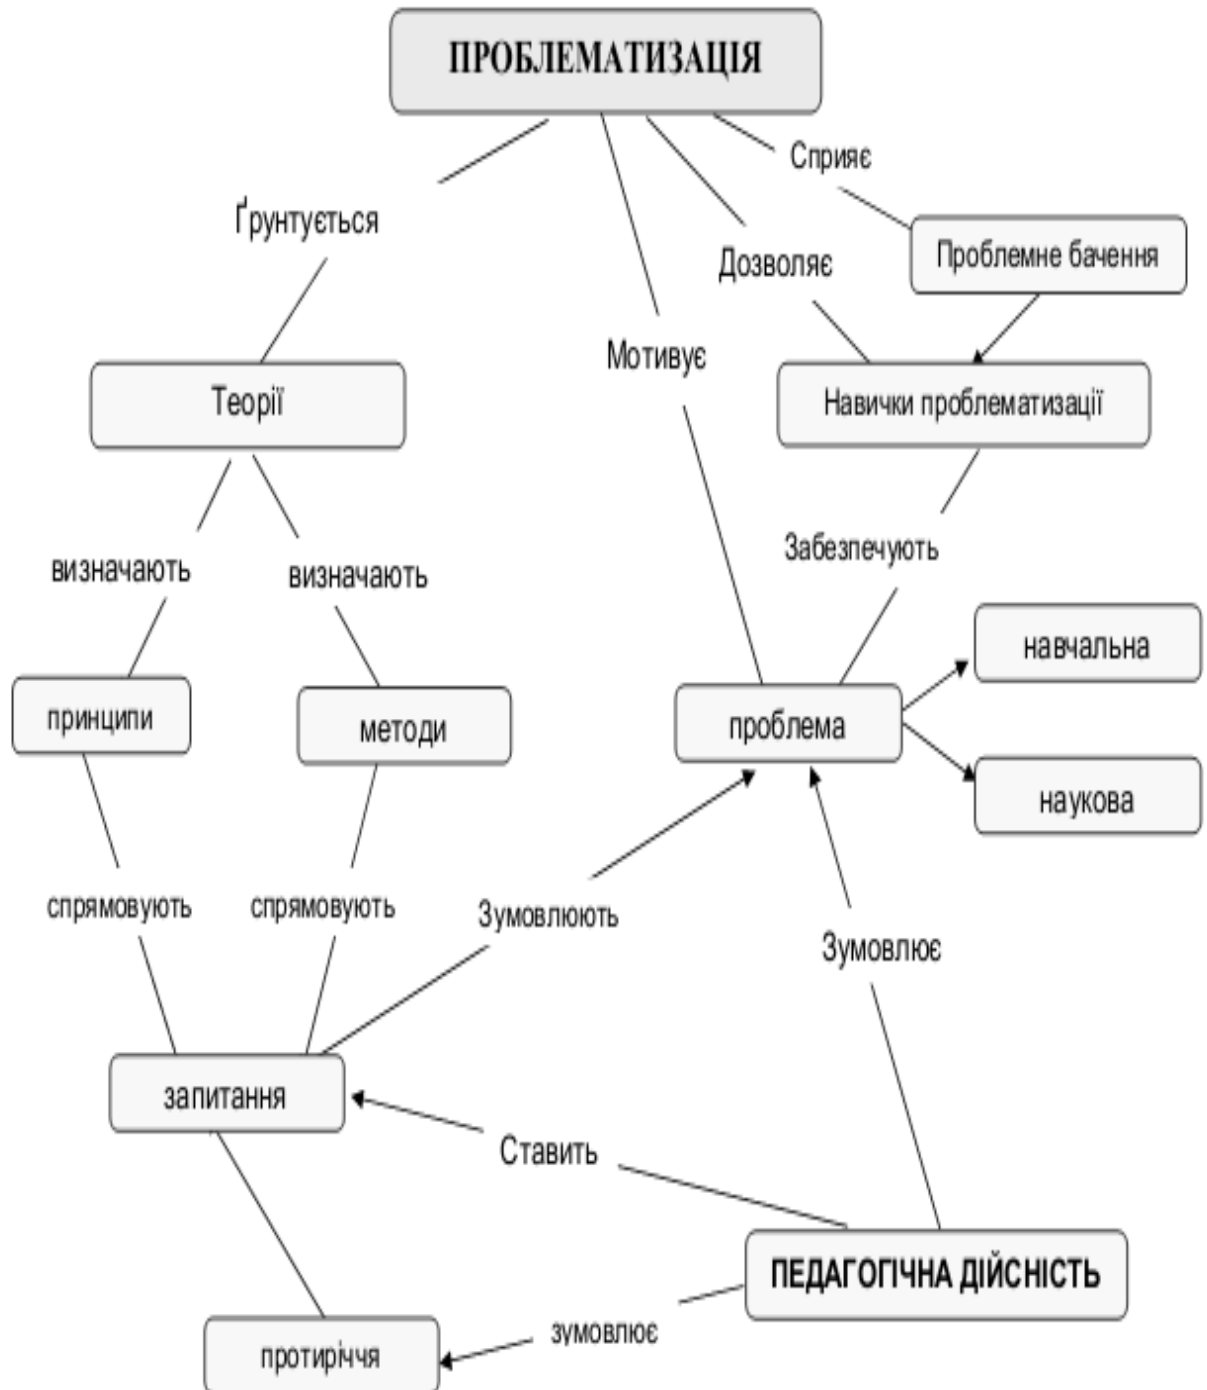 ПРОБЛЕМАТИЗАЦІЯ
Сприяє
Ґрунтується
Дозволяє
Проблемне бачення
Мотивує
Теорії
Навички проблематизації
Забезпечують
визначають
визначають
навчальна
принципи
методи
проблема
наукова
спрямовують
спрямовують
Зумовлюють
Зумовлює
запитання
Ставить
ПЕДАГОГІЧНА ДІЙСНІСТЬ
зумовлює
протиріччя